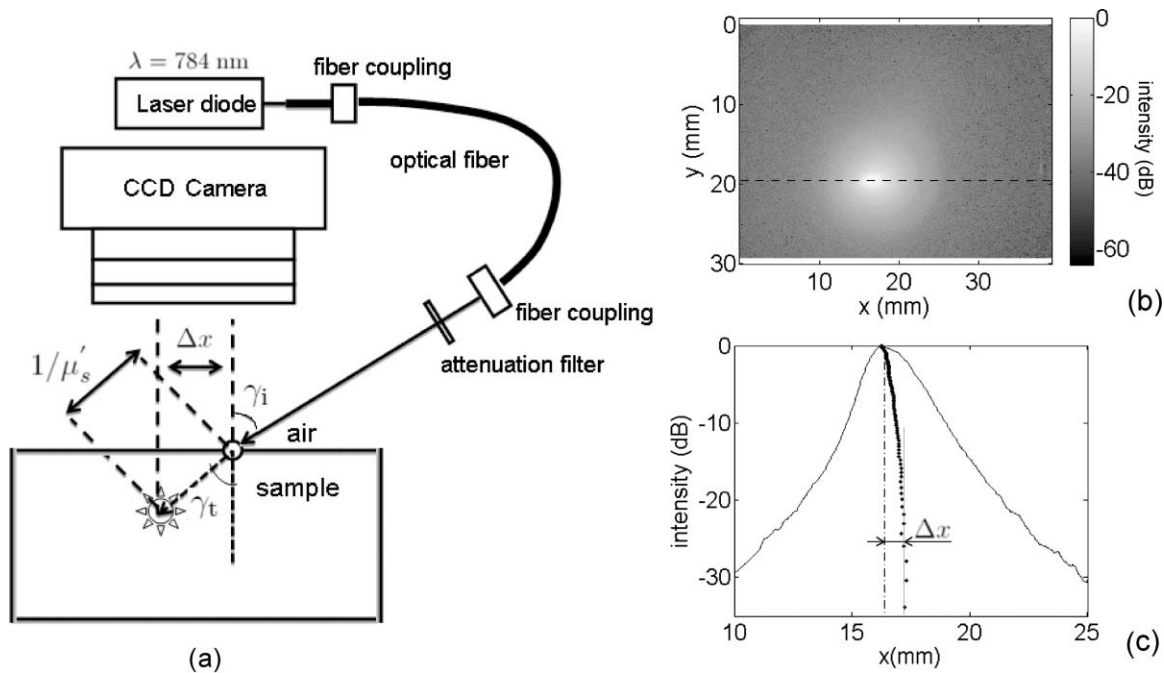 λ = 784 nm
Laser diode
fiber coupling
optical fiber
CCD Camera
fiber coupling
attenuation filter
Δx
1/μ′s
γi
air
sample
γt
(a)
0
10
20
30
y (mm)
10 20 30
x (mm)
0
-20
-40
-60
intensity (dB)
(b)
0
-10
-20
-30
intensity (dB)
Δx
10 15 20 25
x(mm)
(c)